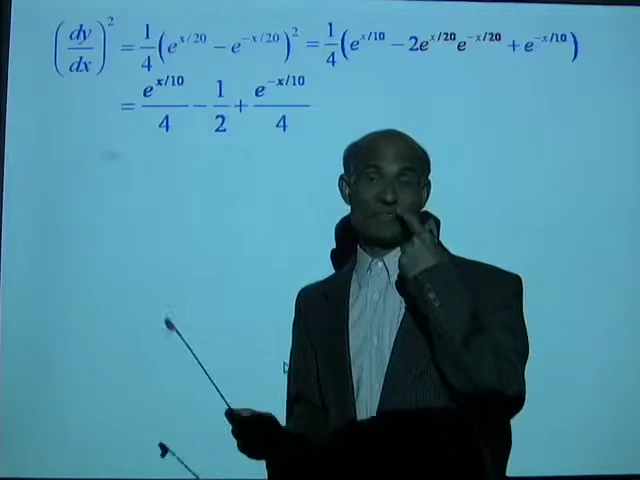 (dy/dx)² = 1/4(e^{x/20} − e^{−x/20})² = 1/4(e^{x/10} − 2e^{x/20}e^{−x/20} + e^{−x/10})
= e^{x/10}/4 − 1/2 + e^{−x/10}/4